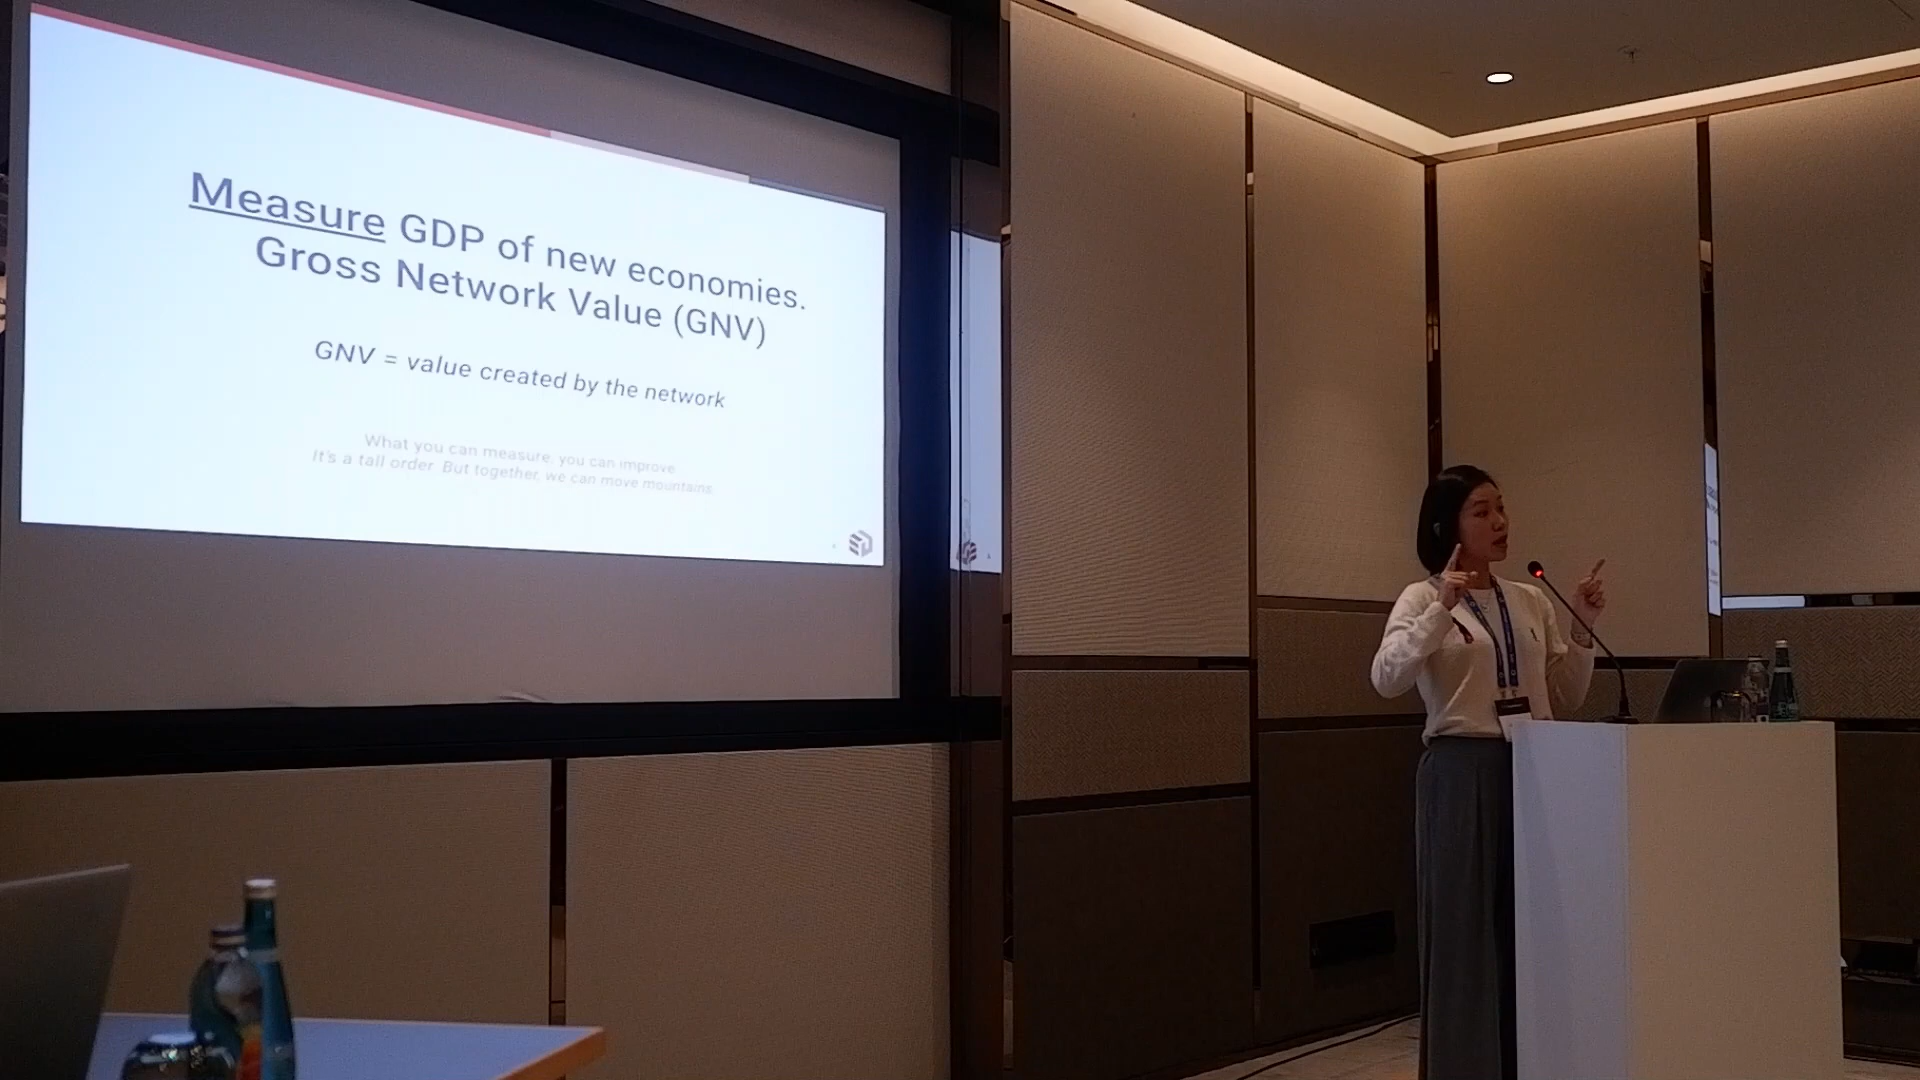 Measure GDP of new economies.
Gross Network Value (GNV)
GNV = value created by the network
What you can measure, you can improve
It's a tall order. But together, we can move mountains